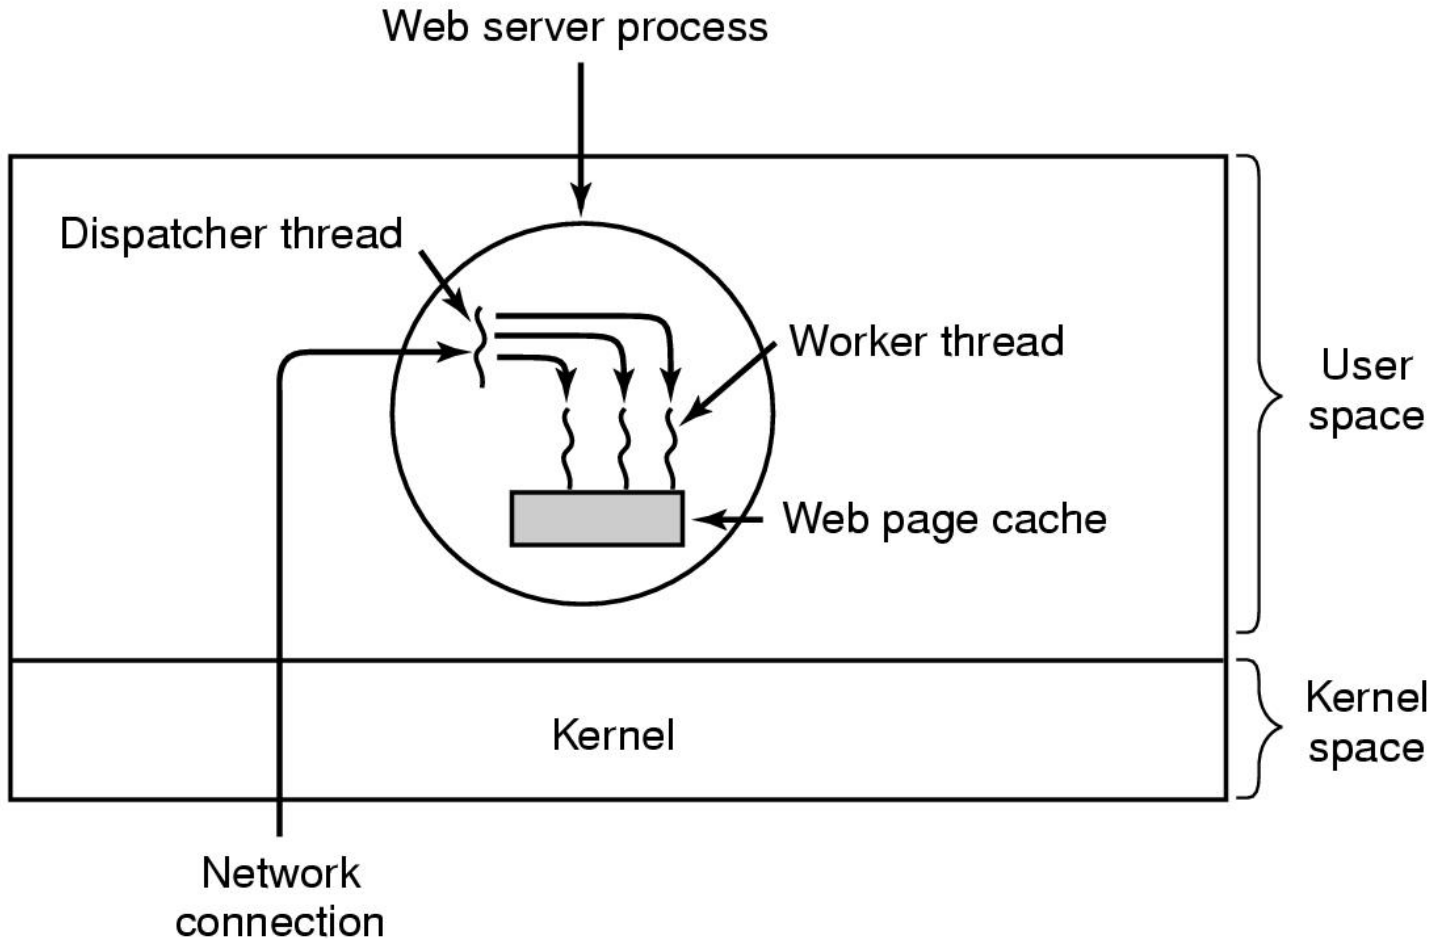 Web server process
Dispatcher thread
Worker thread
User
space
Web page cache
Kernel
Kernel
space
Network
connection